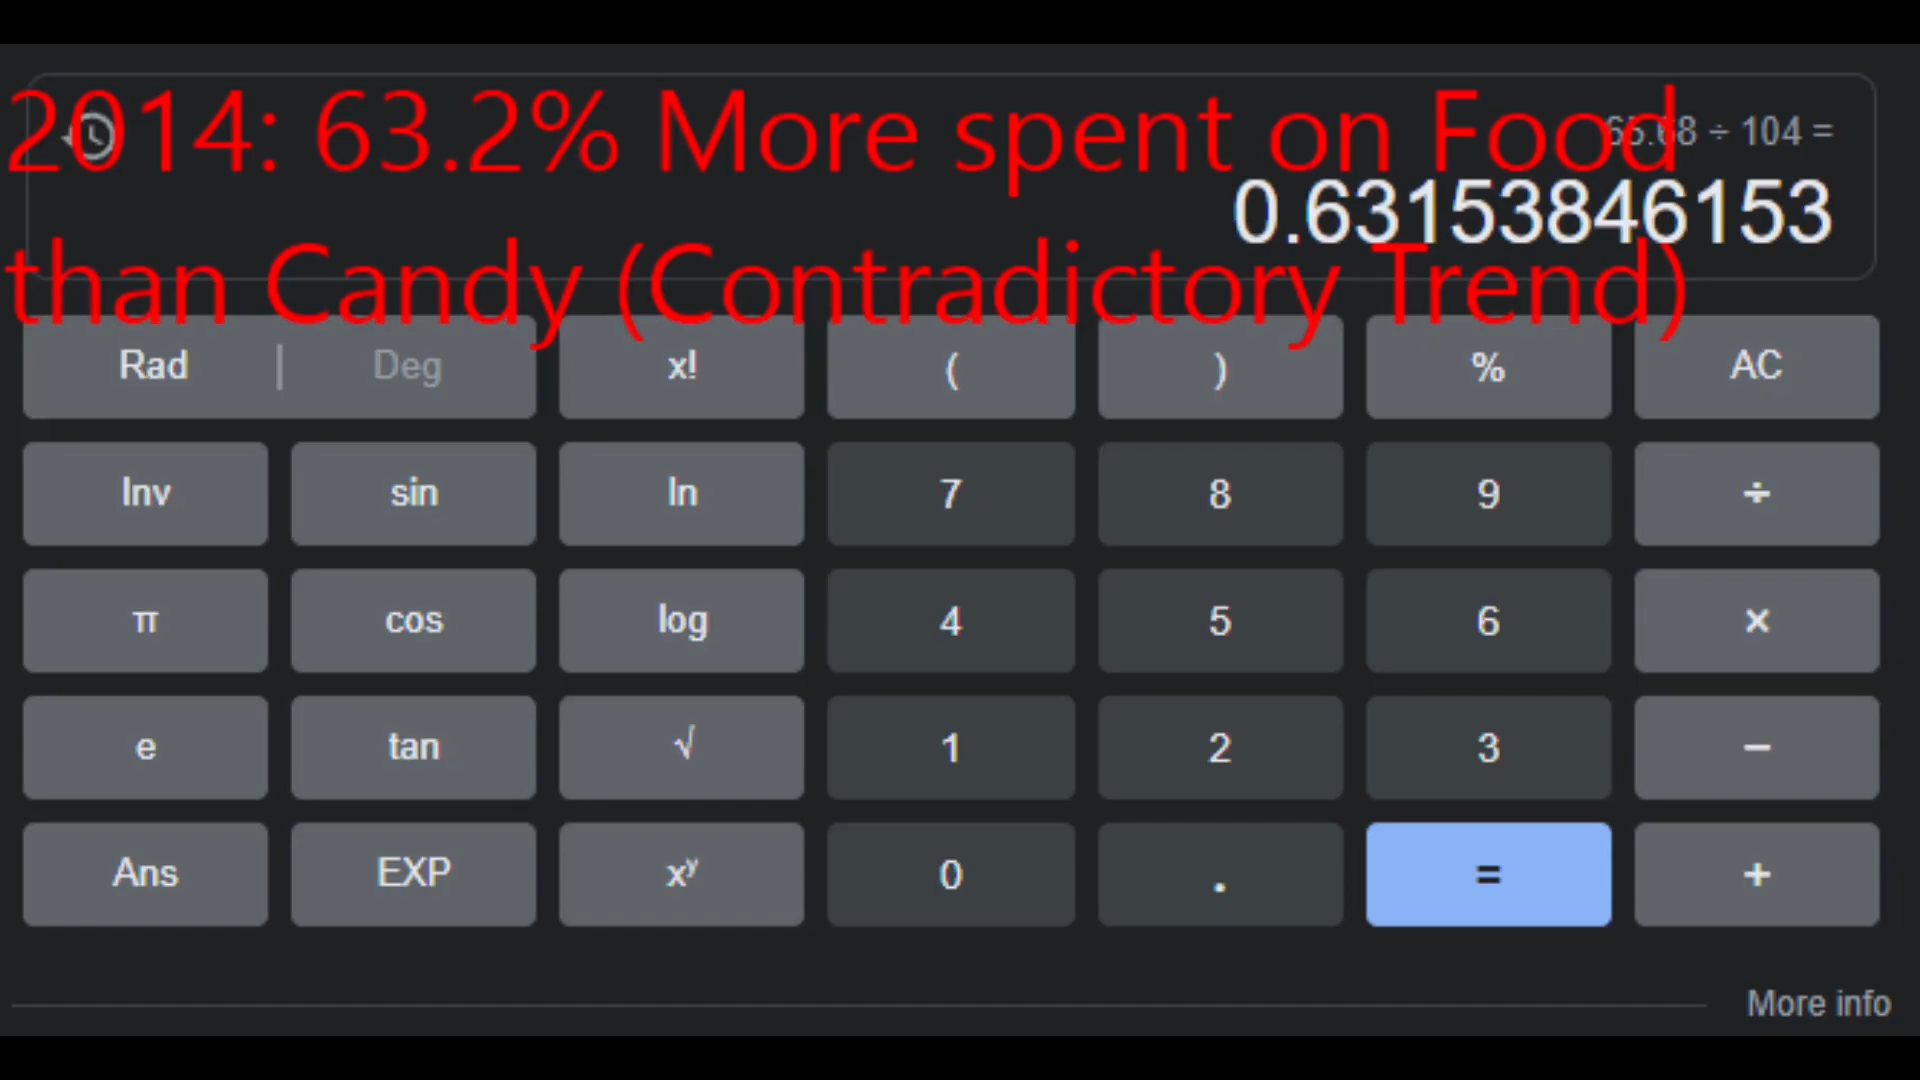 2014: 63.2% More spent on Food
65.68 ÷ 104 =
0.63153846153
than Candy (Contradictory Trend)
Rad | Deg x! ( ) % AC
Inv sin ln 7 8 9 ÷
π cos log 4 5 6 ×
e tan √ 1 2 3 −
Ans EXP xʸ 0 . = +
More info